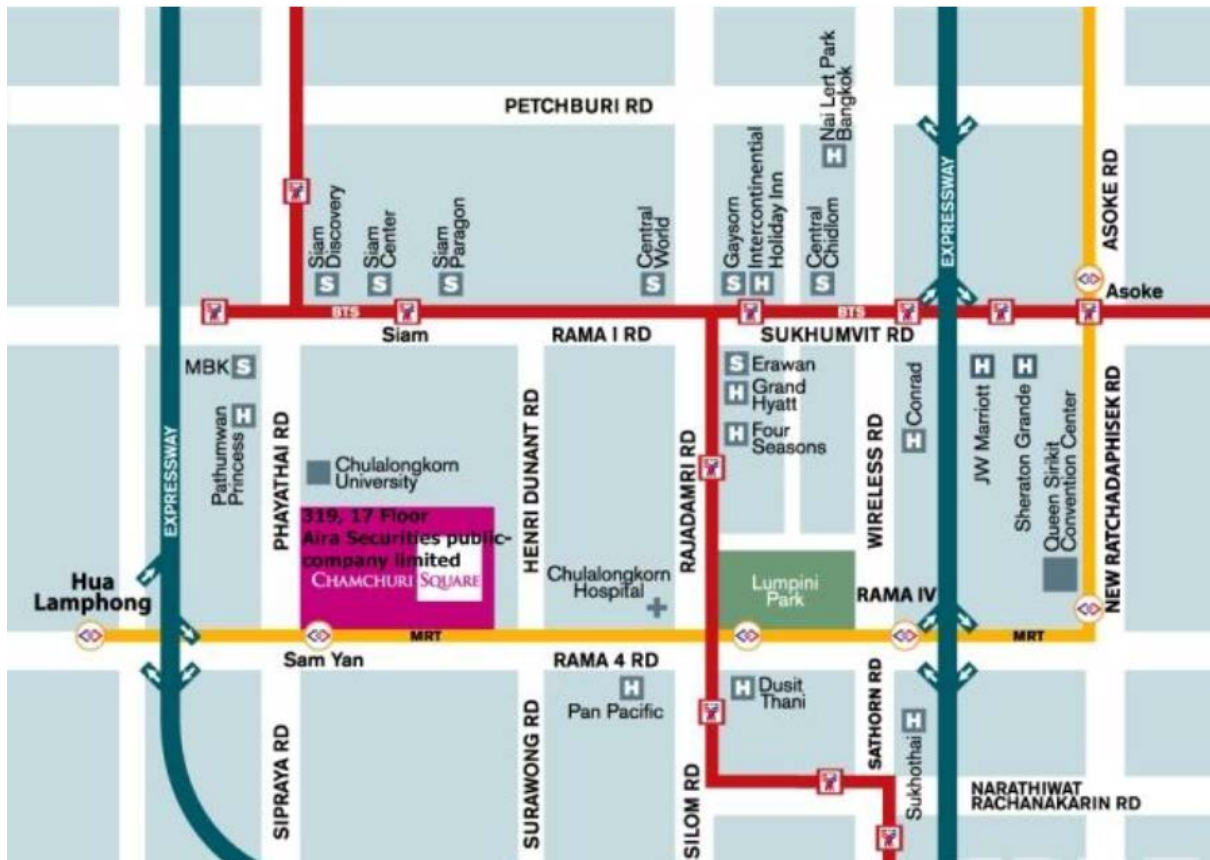 PETCHBURI RD
Nai Lert Park
Bangkok
EXPRESSWAY
ASOKE RD
Siam
Discovery
Siam
Center
Siam
Paragon
Central
World
S Gaysorn
H Intercontinental
Holiday Inn
Central
Chidlom
H
S
S
S
S
S
Asoke
BTS
BTS
Siam
RAMA I RD
SUKHUMVIT RD
MBK S
S Erawan
H Grand
Hyatt
H Four
Seasons
H Conrad
H
JW Marriott
H
Sheraton Grande
H
Pathumwan
Princess
EXPRESSWAY
PHAYATHAI RD
Chulalongkorn
University
HENRI DUNANT RD
RAJADAMRI RD
WIRELESS RD
Queen Sirikit
Convention Center
NEW RATCHADAPHISEK RD
319, 17 Floor
Aira Securities public-
company limited
CHAMCHURI SQUARE
Chulalongkorn
Hospital
Lumpini
Park
RAMA IV
Hua
Lamphong
MRT
MRT
Sam Yan
RAMA 4 RD
H
Pan Pacific
H Dusit
Thani
SATHORN RD
H
Sukhothai
SIPRAYA RD
SURAWONG RD
SILOM RD
NARATHIWAT
RACHANAKARIN RD